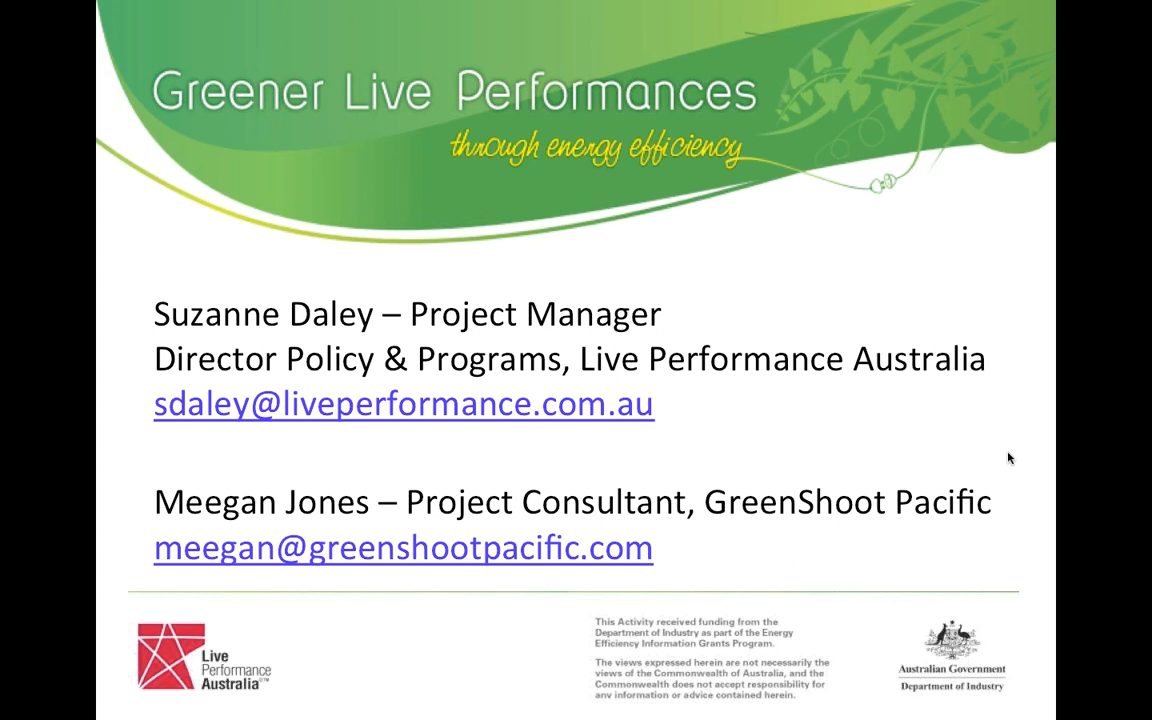 Greener Live Performances
through energy efficiency
Suzanne Daley – Project Manager
Director Policy & Programs, Live Performance Australia
sdaley@liveperformance.com.au
Meegan Jones – Project Consultant, GreenShoot Pacific
meegan@greenshootpacific.com
Live
Performance
Australia™
This Activity received funding from the
Department of Industry as part of the Energy
Efficiency Information Grants Program.
The views expressed herein are not necessarily the
views of the Commonwealth of Australia, and the
Commonwealth does not accept responsibility for
any information or advice contained herein.
Australian Government
Department of Industry